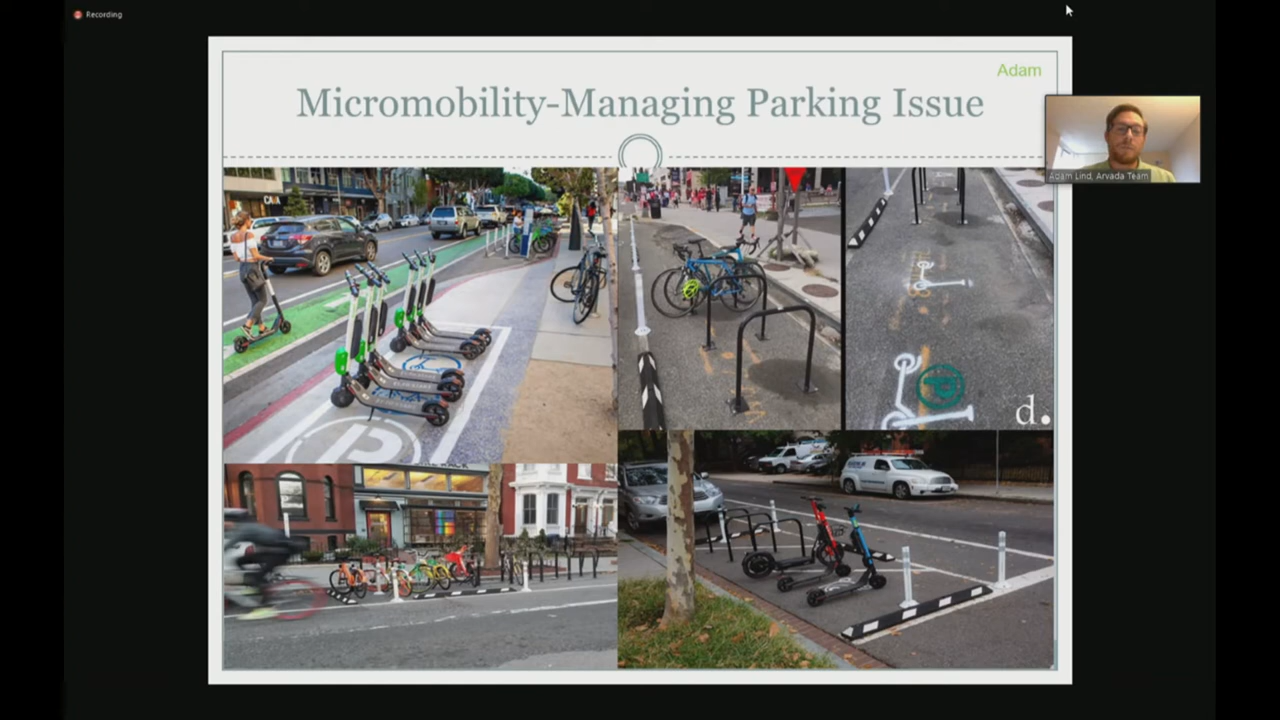 Recording
Adam
Micromobility-Managing Parking Issue
Adam Lind, Arvada Team
P
d.